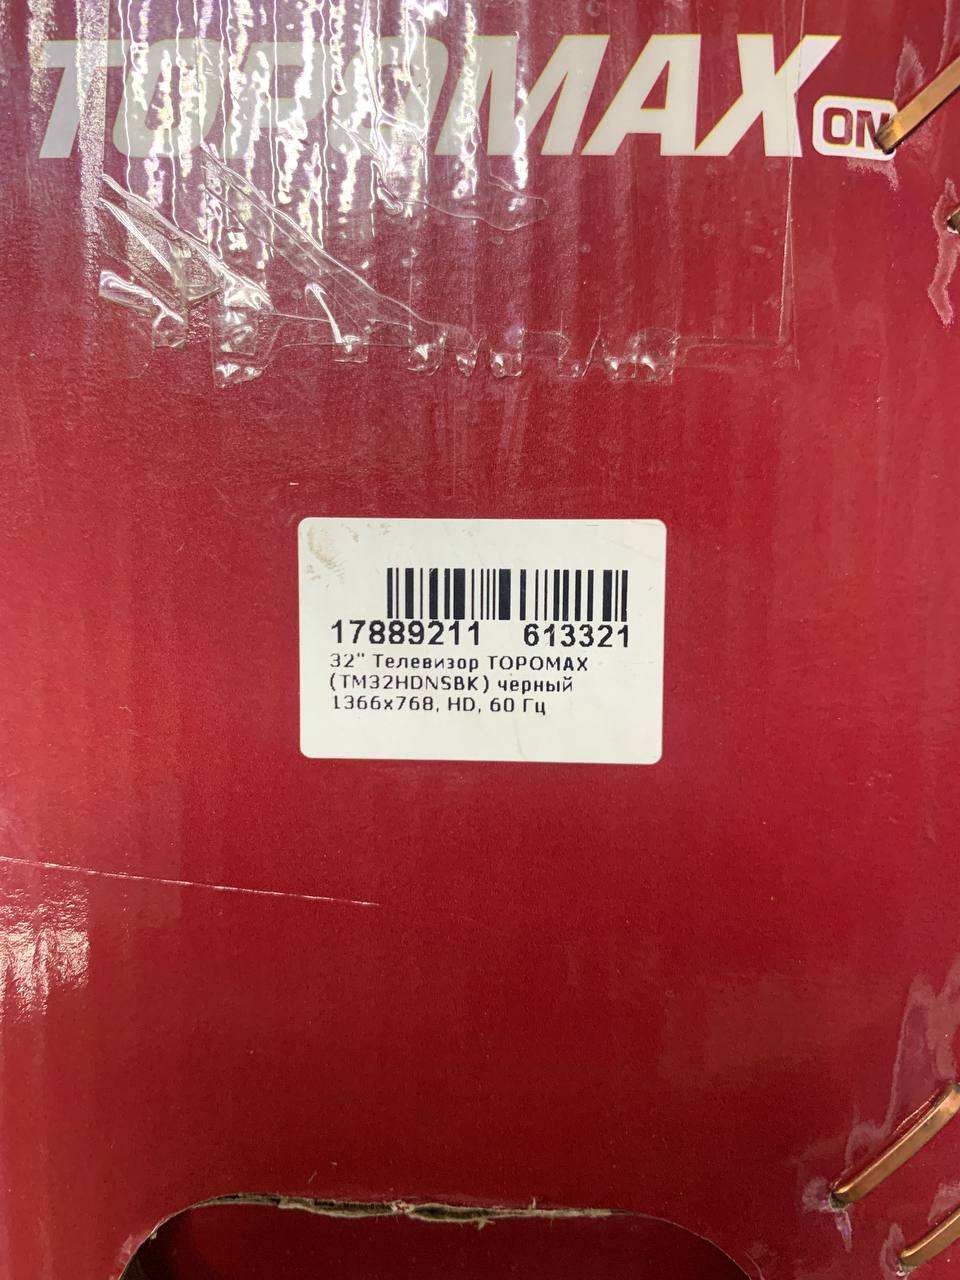 TOPOMAX ON
17889211 613321
32" Телевизор TOPOMAX
(TM32HDNSBK) черный
1366x768, HD, 60 Гц